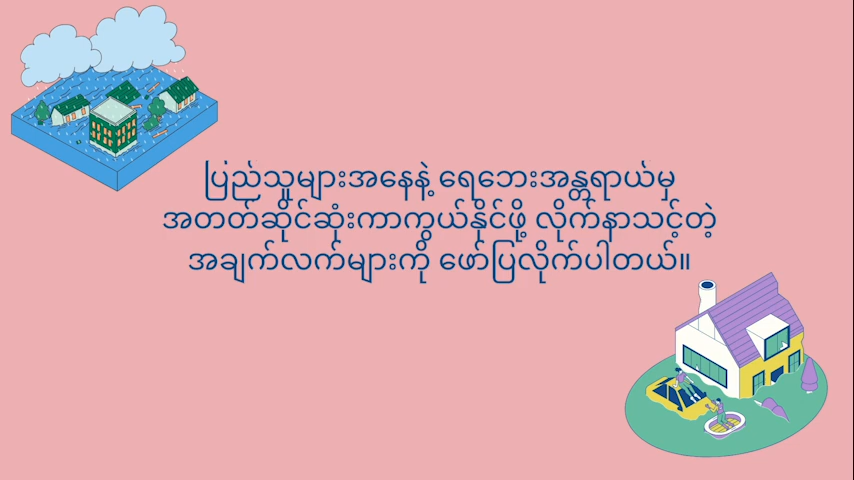 ပြည်သူများအနေနဲ့ ရေဘေးအန္တရာယ်မှ
အတတ်ဆိုင်ဆုံးကာကွယ်နိုင်ဖို့ လိုက်နာသင့်တဲ့
အချက်လက်များကို ဖော်ပြလိုက်ပါတယ်။